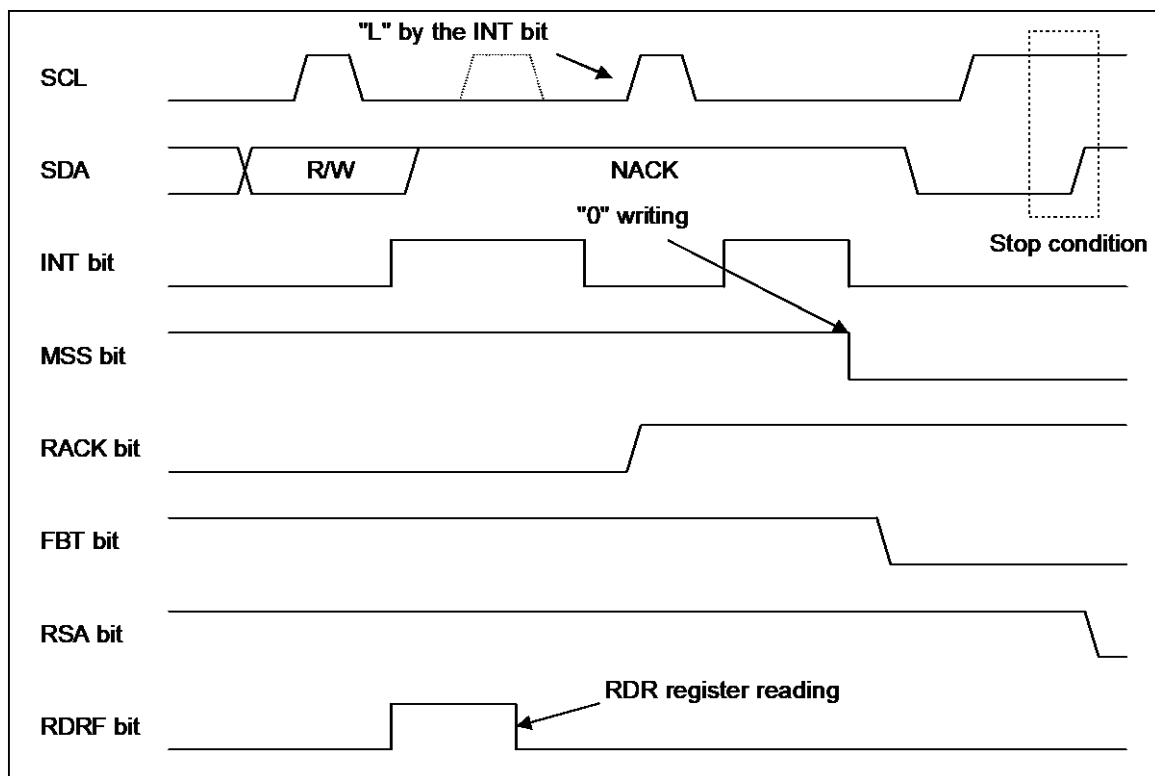 "L" by the INT bit
SCL
SDA
R/W
NACK
"0" writing
Stop condition
INT bit
MSS bit
RACK bit
FBT bit
RSA bit
RDR register reading
RDRF bit